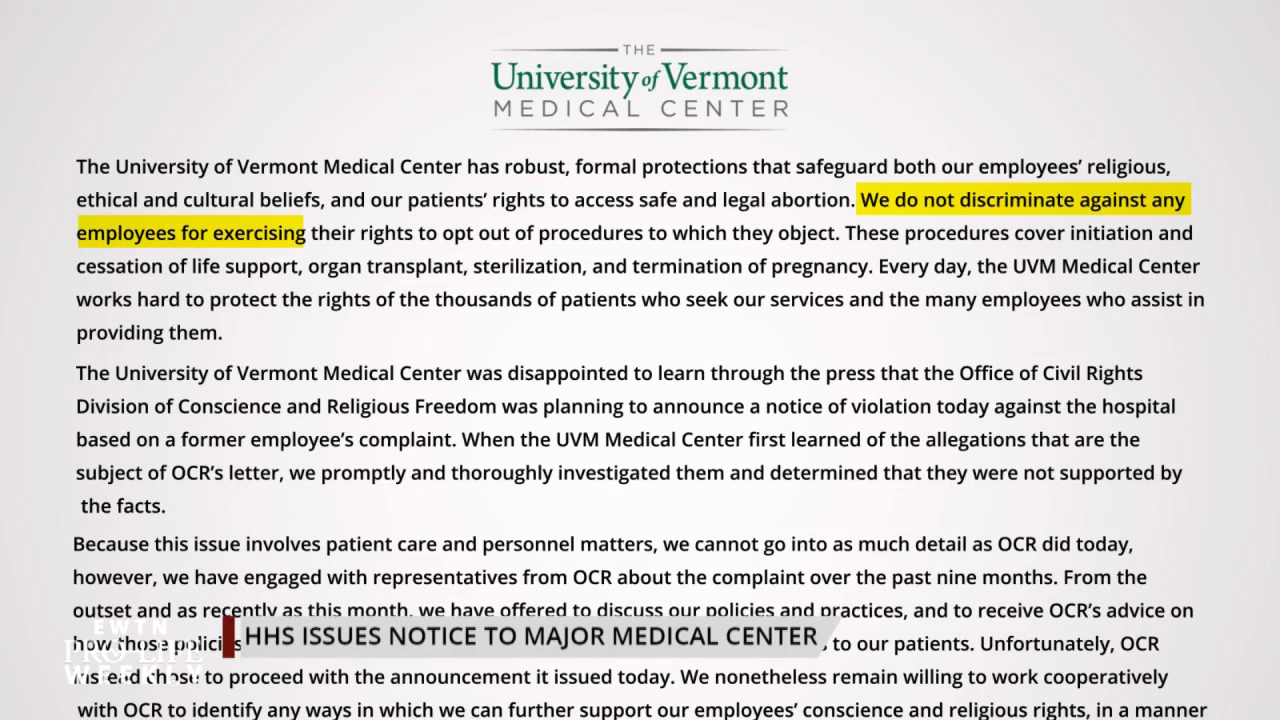 THE
University of Vermont
MEDICAL CENTER
The University of Vermont Medical Center has robust, formal protections that safeguard both our employees’ religious,
ethical and cultural beliefs, and our patients’ rights to access safe and legal abortion. We do not discriminate against any
employees for exercising their rights to opt out of procedures to which they object. These procedures cover initiation and
cessation of life support, organ transplant, sterilization, and termination of pregnancy. Every day, the UVM Medical Center
works hard to protect the rights of the thousands of patients who seek our services and the many employees who assist in
providing them.
The University of Vermont Medical Center was disappointed to learn through the press that the Office of Civil Rights
Division of Conscience and Religious Freedom was planning to announce a notice of violation today against the hospital
based on a former employee’s complaint. When the UVM Medical Center first learned of the allegations that are the
subject of OCR’s letter, we promptly and thoroughly investigated them and determined that they were not supported by
the facts.
Because this issue involves patient care and personnel matters, we cannot go into as much detail as OCR did today,
however, we have engaged with representatives from OCR about the complaint over the past nine months. From the
outset and as recently as this month, we have offered to discuss our policies and practices, and to receive OCR’s advice on
how those policies to our patients. Unfortunately, OCR
instead chose to proceed with the announcement it issued today. We nonetheless remain willing to work cooperatively
with OCR to identify any ways in which we can further support our employees’ conscience and religious rights, in a manner
EWTN
PRO-LIFE
WEEKLY
HHS ISSUES NOTICE TO MAJOR MEDICAL CENTER